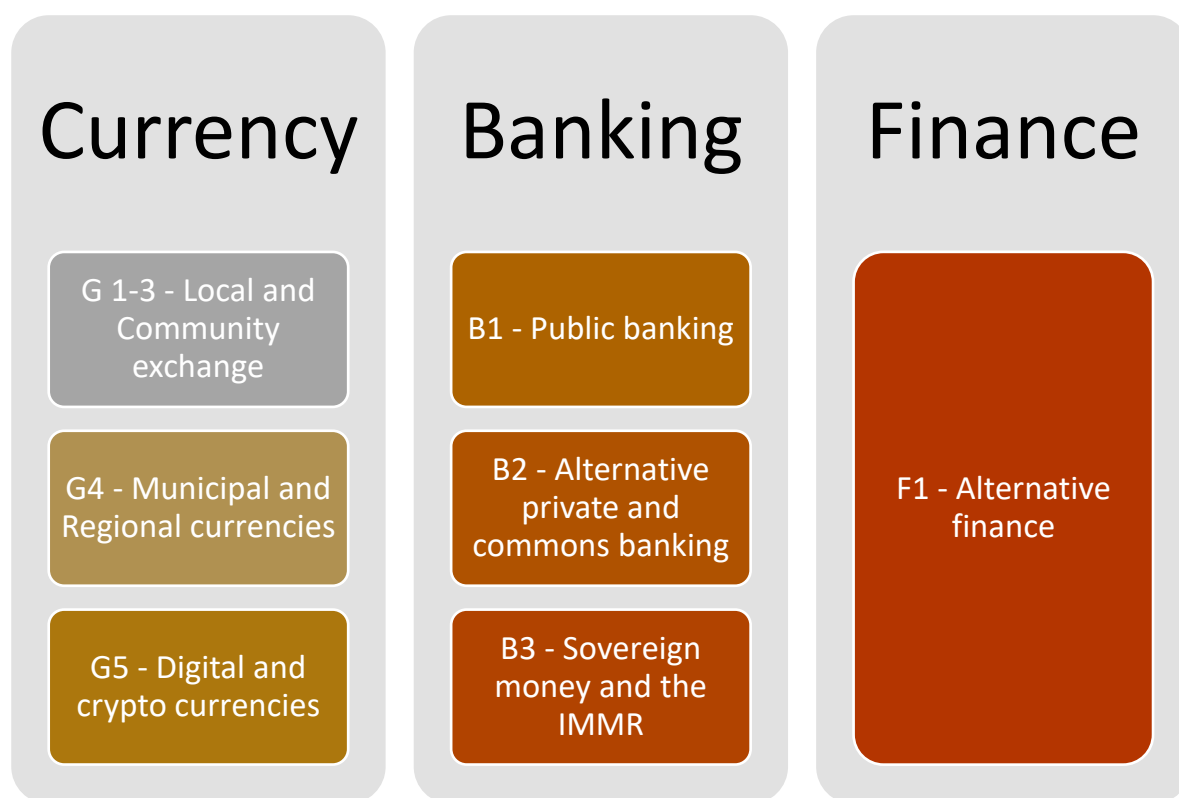 Currency
G 1-3 - Local and
Community
exchange
G4 - Municipal and
Regional currencies
G5 - Digital and
crypto currencies
Banking
B1 - Public banking
B2 - Alternative
private and
commons banking
B3 - Sovereign
money and the
IMMR
Finance
F1 - Alternative
finance